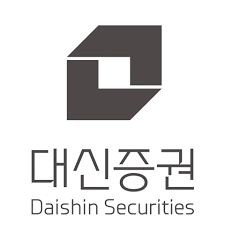 대신증권
Daishin Securities